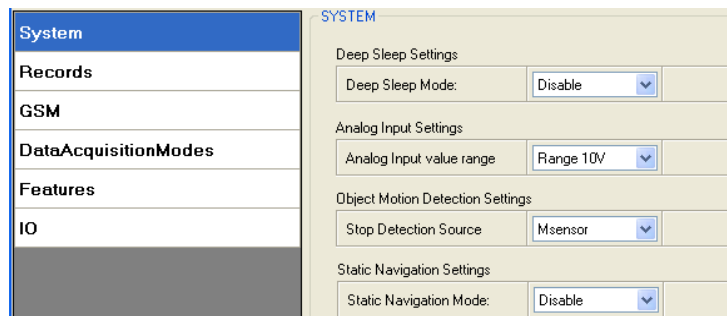 System
Records
GSM
DataAcquisitionModes
Features
IO
SYSTEM
Deep Sleep Settings
Deep Sleep Mode: Disable
Analog Input Settings
Analog Input value range Range 10V
Object Motion Detection Settings
Stop Detection Source Msensor
Static Navigation Settings
Static Navigation Mode: Disable